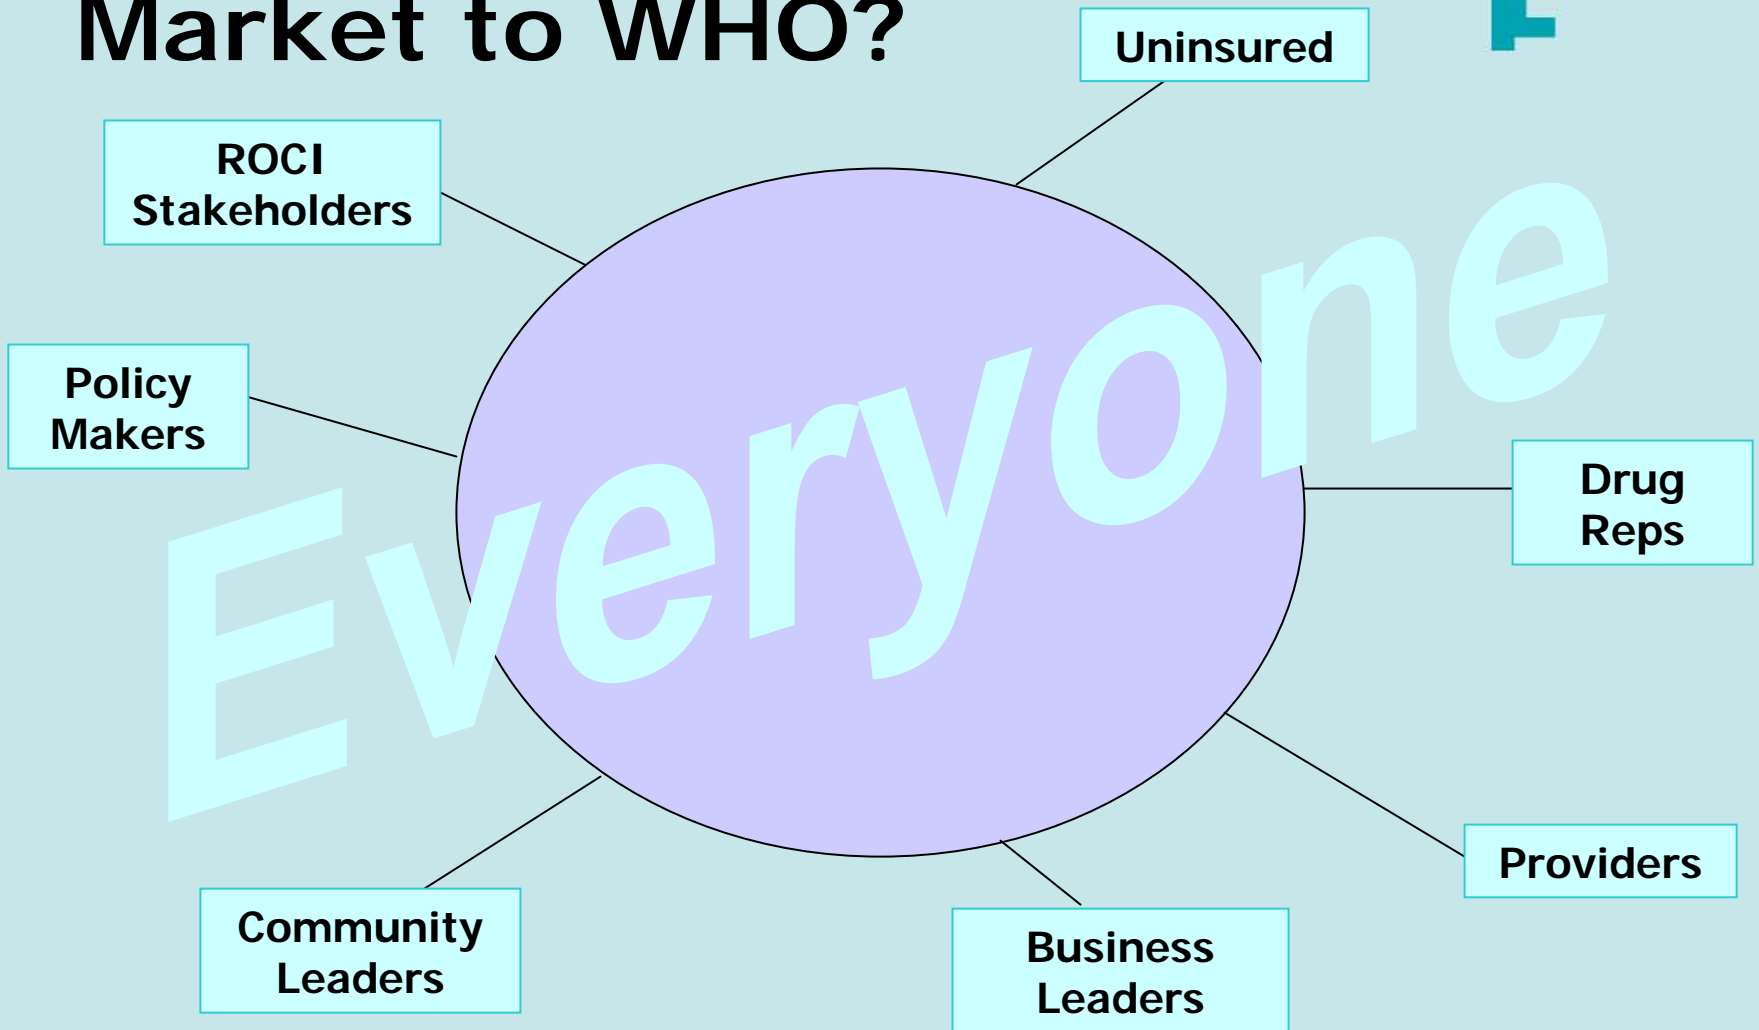 Market to WHO?
Uninsured
ROCI
Stakeholders
Policy
Makers
Everyone
Drug
Reps
Providers
Community
Leaders
Business
Leaders